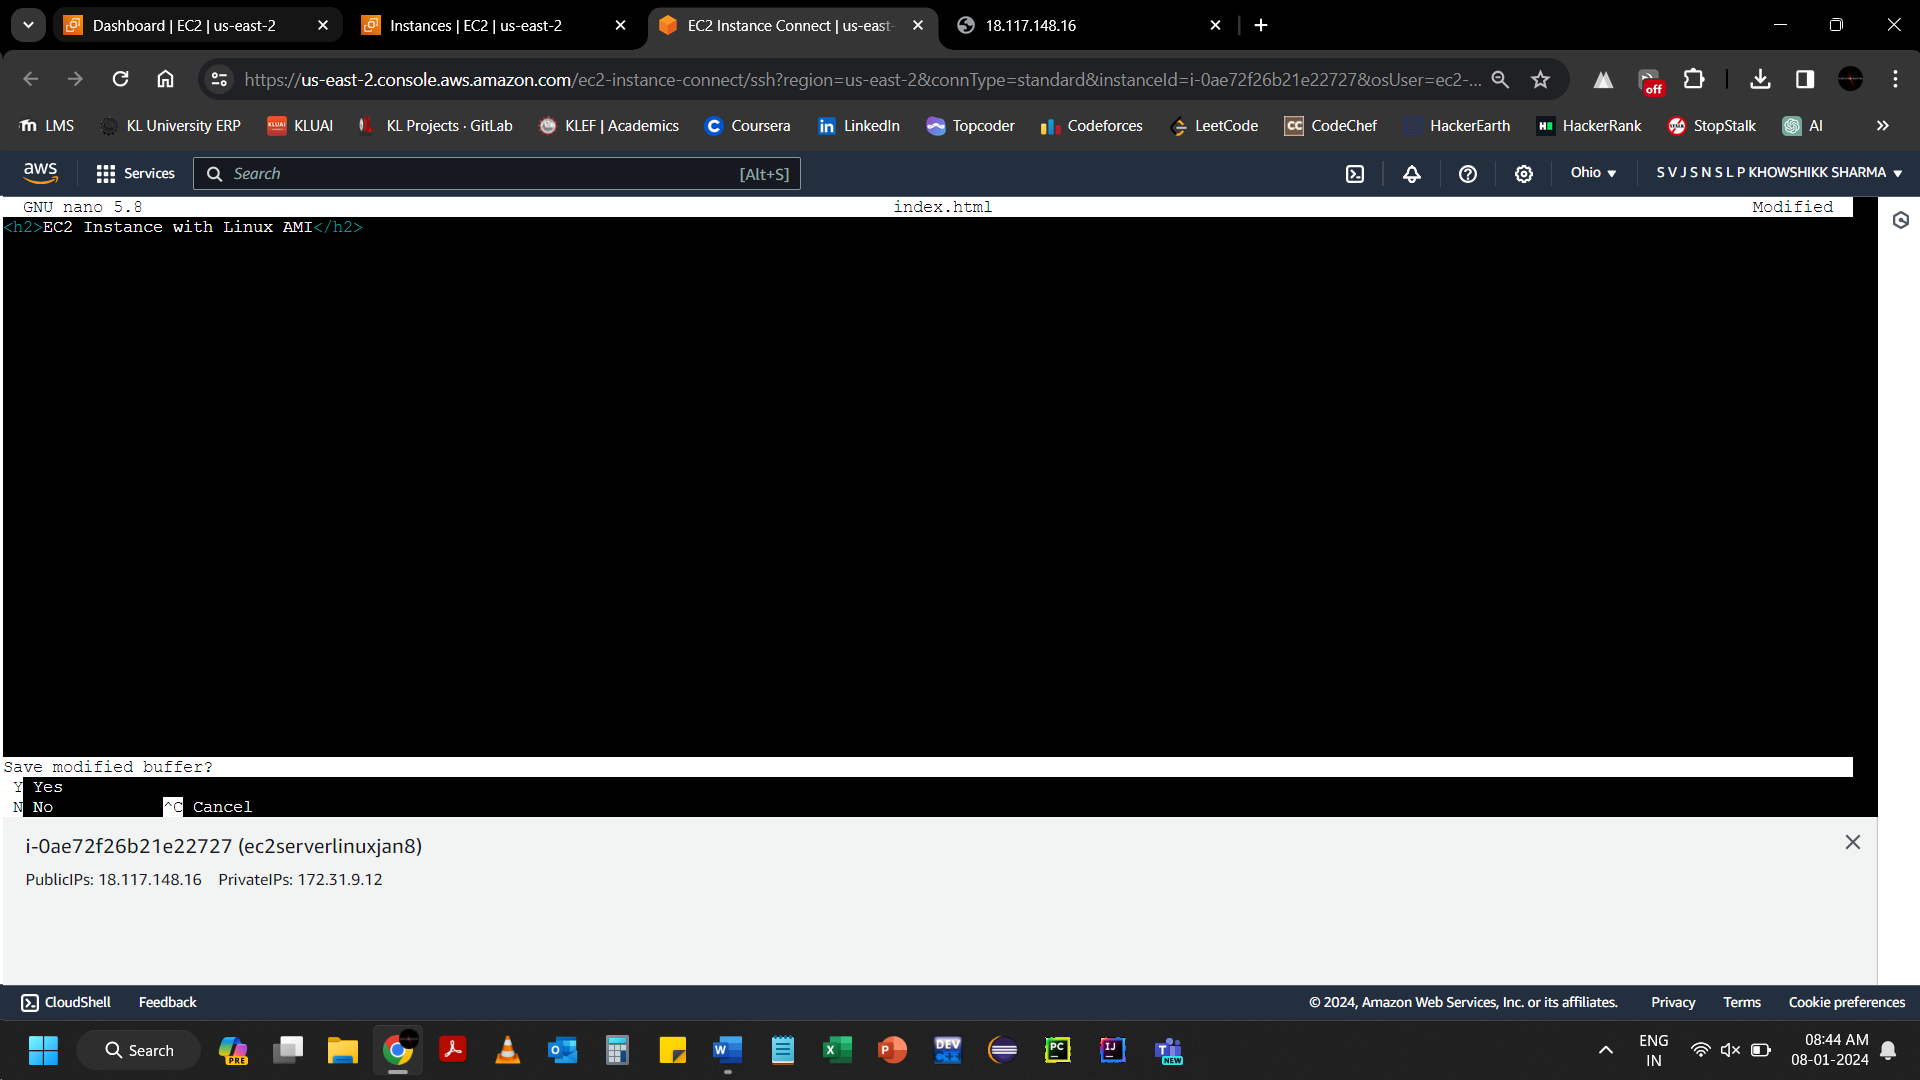 Dashboard | EC2 | us-east-2
Instances | EC2 | us-east-2
EC2 Instance Connect | us-east-
18.117.148.16
https://us-east-2.console.aws.amazon.com/ec2-instance-connect/ssh?region=us-east-2&connType=standard&instanceId=i-0ae72f26b21e22727&osUser=ec2-...
off
LMS
KL University ERP
KLUAI KLUAI
KL Projects · GitLab
KLEF | Academics
Coursera
LinkedIn
Topcoder
Codeforces
LeetCode
CC CodeChef
HackerEarth
HackerRank
StopStalk
AI
aws
Services
Search [Alt+S]
Ohio
S V J S N S L P KHOWSHIKK SHARMA
GNU nano 5.8 index.html Modified
<h2>EC2 Instance with Linux AMI</h2>
Save modified buffer?
Y Yes
N No ^C Cancel
i-0ae72f26b21e22727 (ec2serverlinuxjan8)
PublicIPs: 18.117.148.16 PrivateIPs: 172.31.9.12
CloudShell
Feedback
© 2024, Amazon Web Services, Inc. or its affiliates.
Privacy
Terms
Cookie preferences
Search
PRE
DEV
NEW
ENG
IN
08:44 AM
08-01-2024